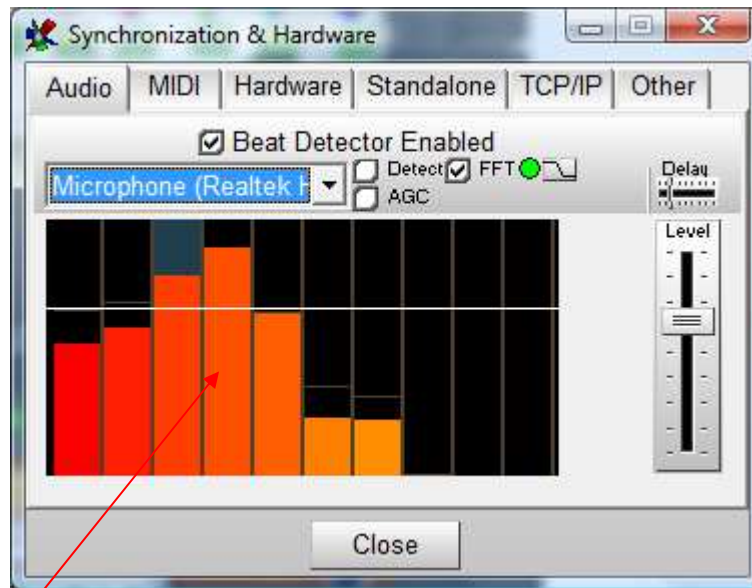 Synchronization & Hardware
Audio MIDI Hardware Standalone TCP/IP Other
Beat Detector Enabled
Microphone (Realtek H Detect FFT Delay
AGC
Level
Close